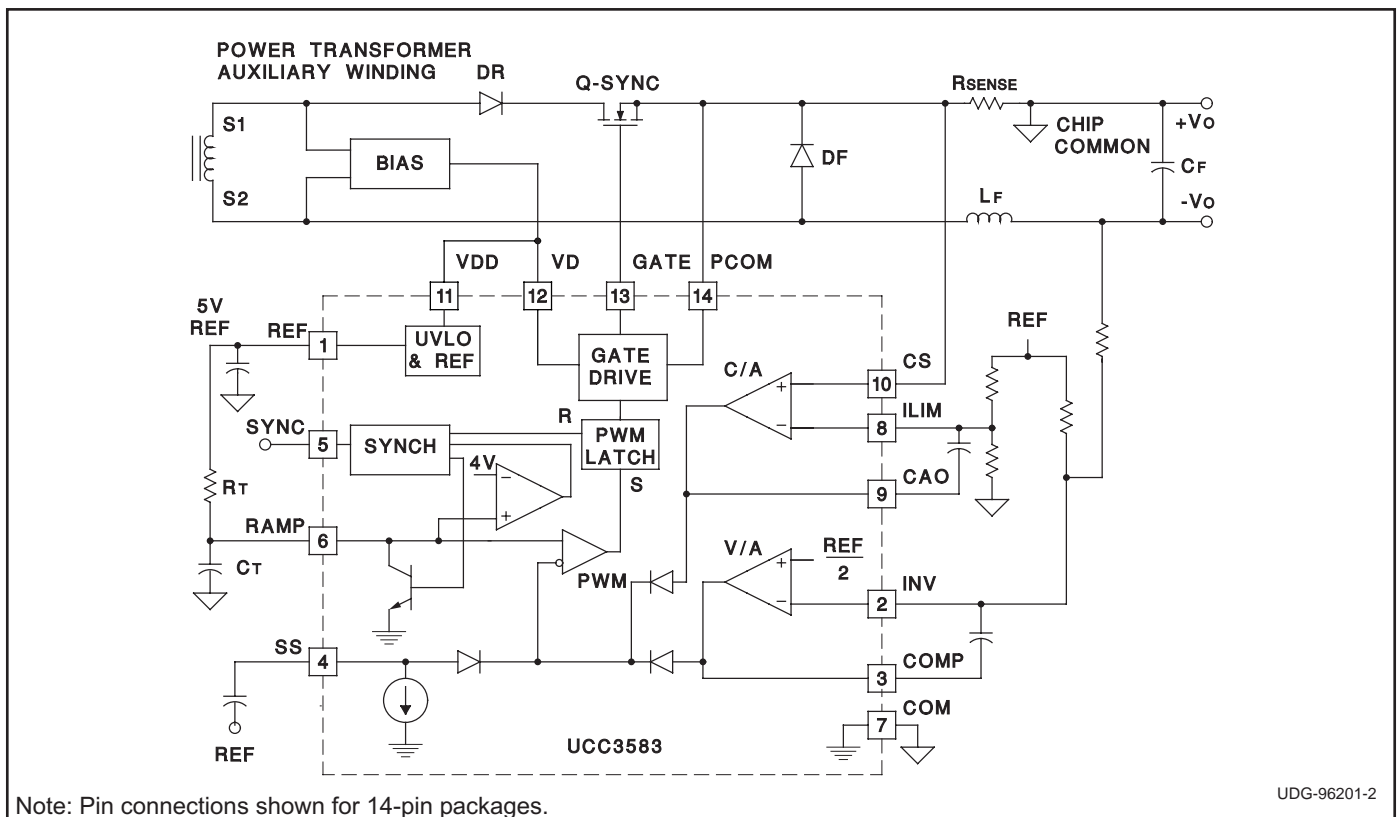 POWER TRANSFORMER
AUXILIARY WINDING
DR
Q-SYNC
RSENSE
S1
S2
BIAS
DF
CHIP
COMMON
+VO
CF
-VO
LF
VDD
VD
GATE
PCOM
11
12
13
14
5V
REF
REF
1
UVLO
& REF
GATE
DRIVE
C/A
+
−
CS
10
ILIM
8
REF
SYNC
5
SYNCH
R
PWM
LATCH
S
4V
−
+
CAO
9
RT
RAMP
6
CT
PWM
V/A
+
−
REF
2
INV
2
SS
4
COMP
3
COM
7
REF
UCC3583
Note: Pin connections shown for 14-pin packages.
UDG-96201-2